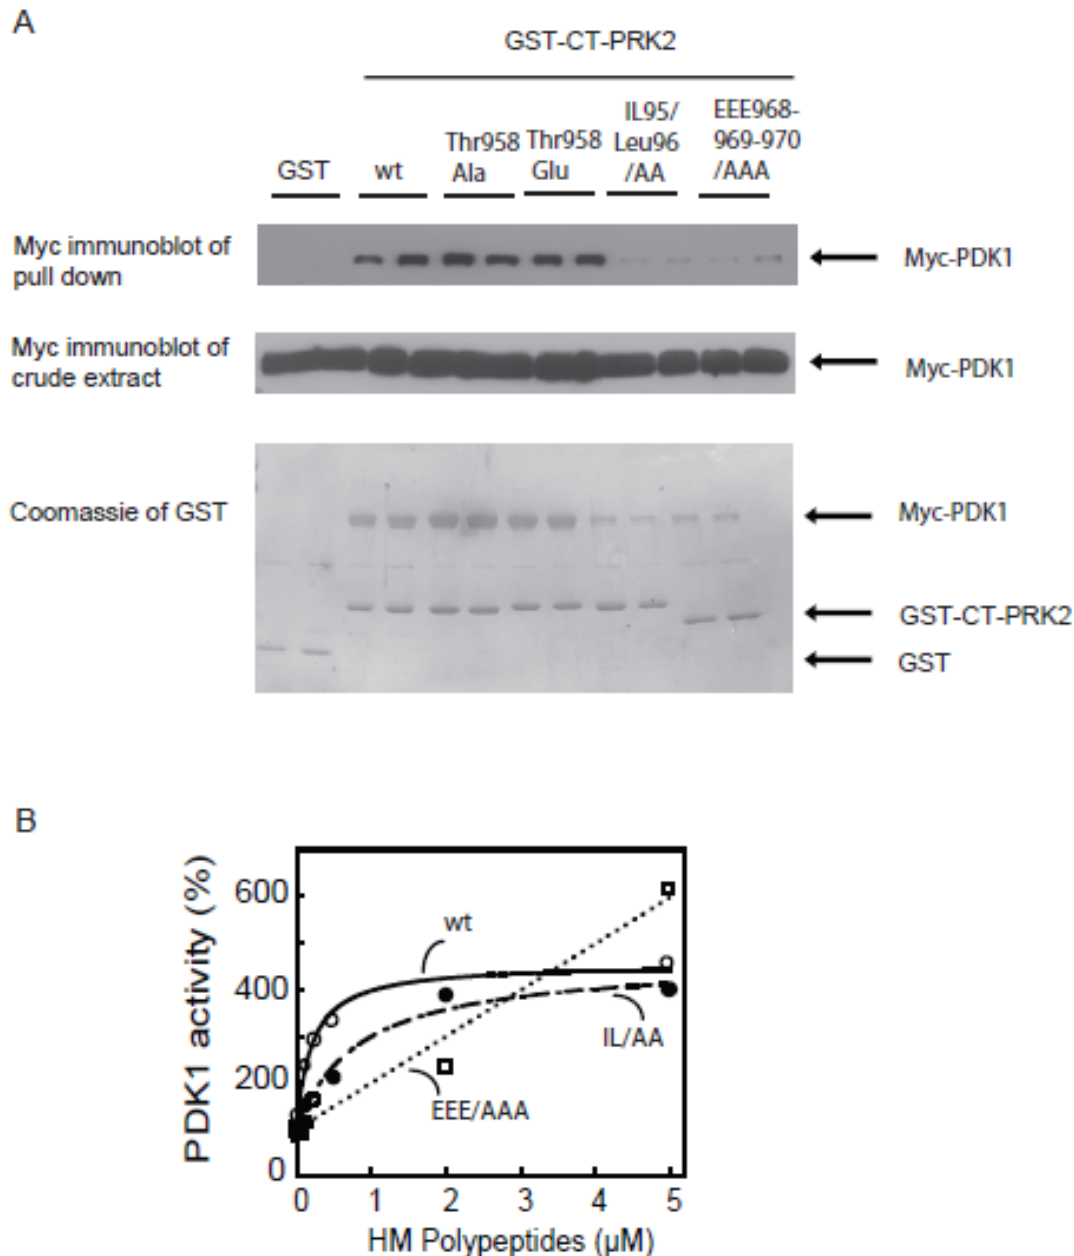 A
GST-CT-PRK2
GST
wt
Thr958
Ala
Thr958
Glu
IL95/
Leu96
/AA
EEE968-
969-970
/AAA
Myc immunoblot of
pull down
Myc-PDK1
Myc immunoblot of
crude extract
Myc-PDK1
Coomassie of GST
Myc-PDK1
GST-CT-PRK2
GST
B
PDK1 activity (%)
600
400
200
0
wt
IL/AA
EEE/AAA
0 1 2 3 4 5
HM Polypeptides (µM)